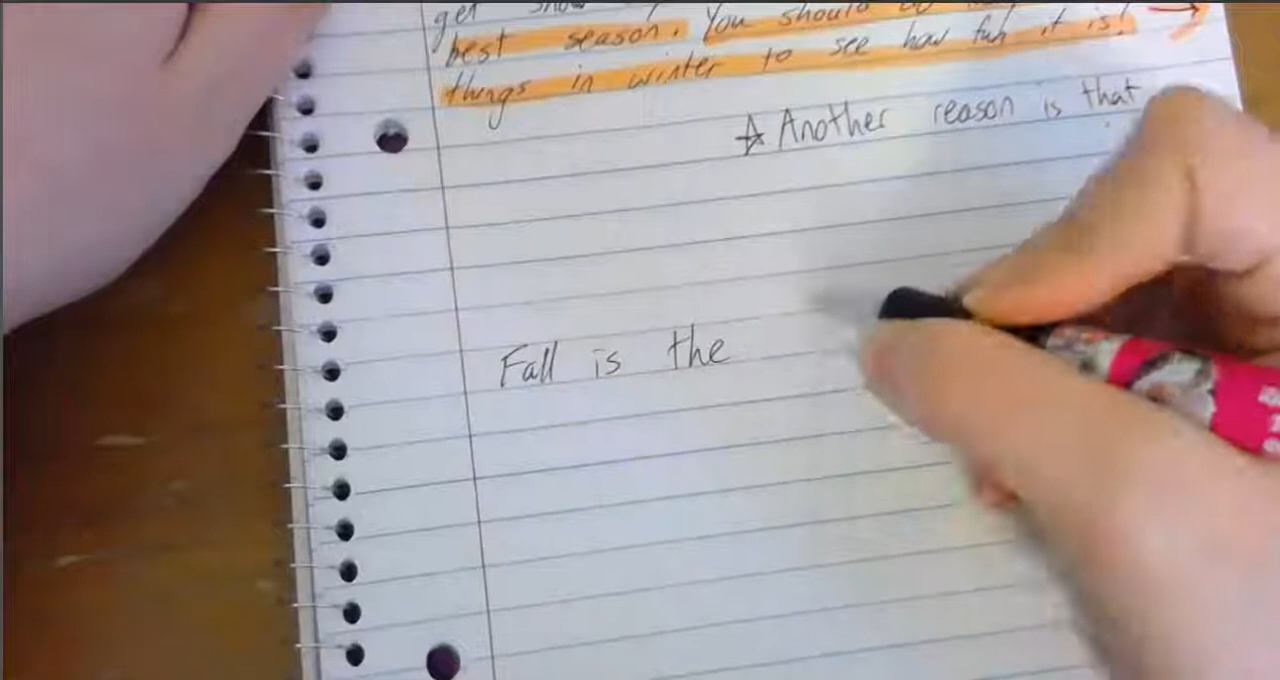 get
best season. You should
things in winter to see how fun it is!
Another reason is that
Fall is the